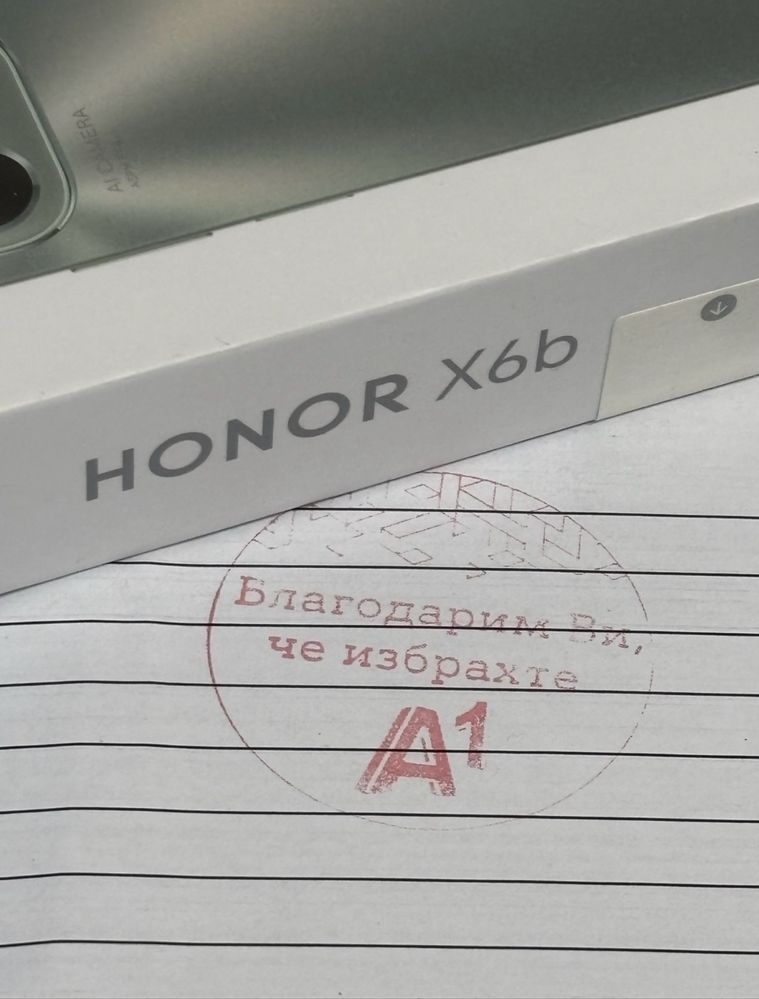 AI CAMERA
HONOR X6b
Благодарим Ви,
че избрахте
A1